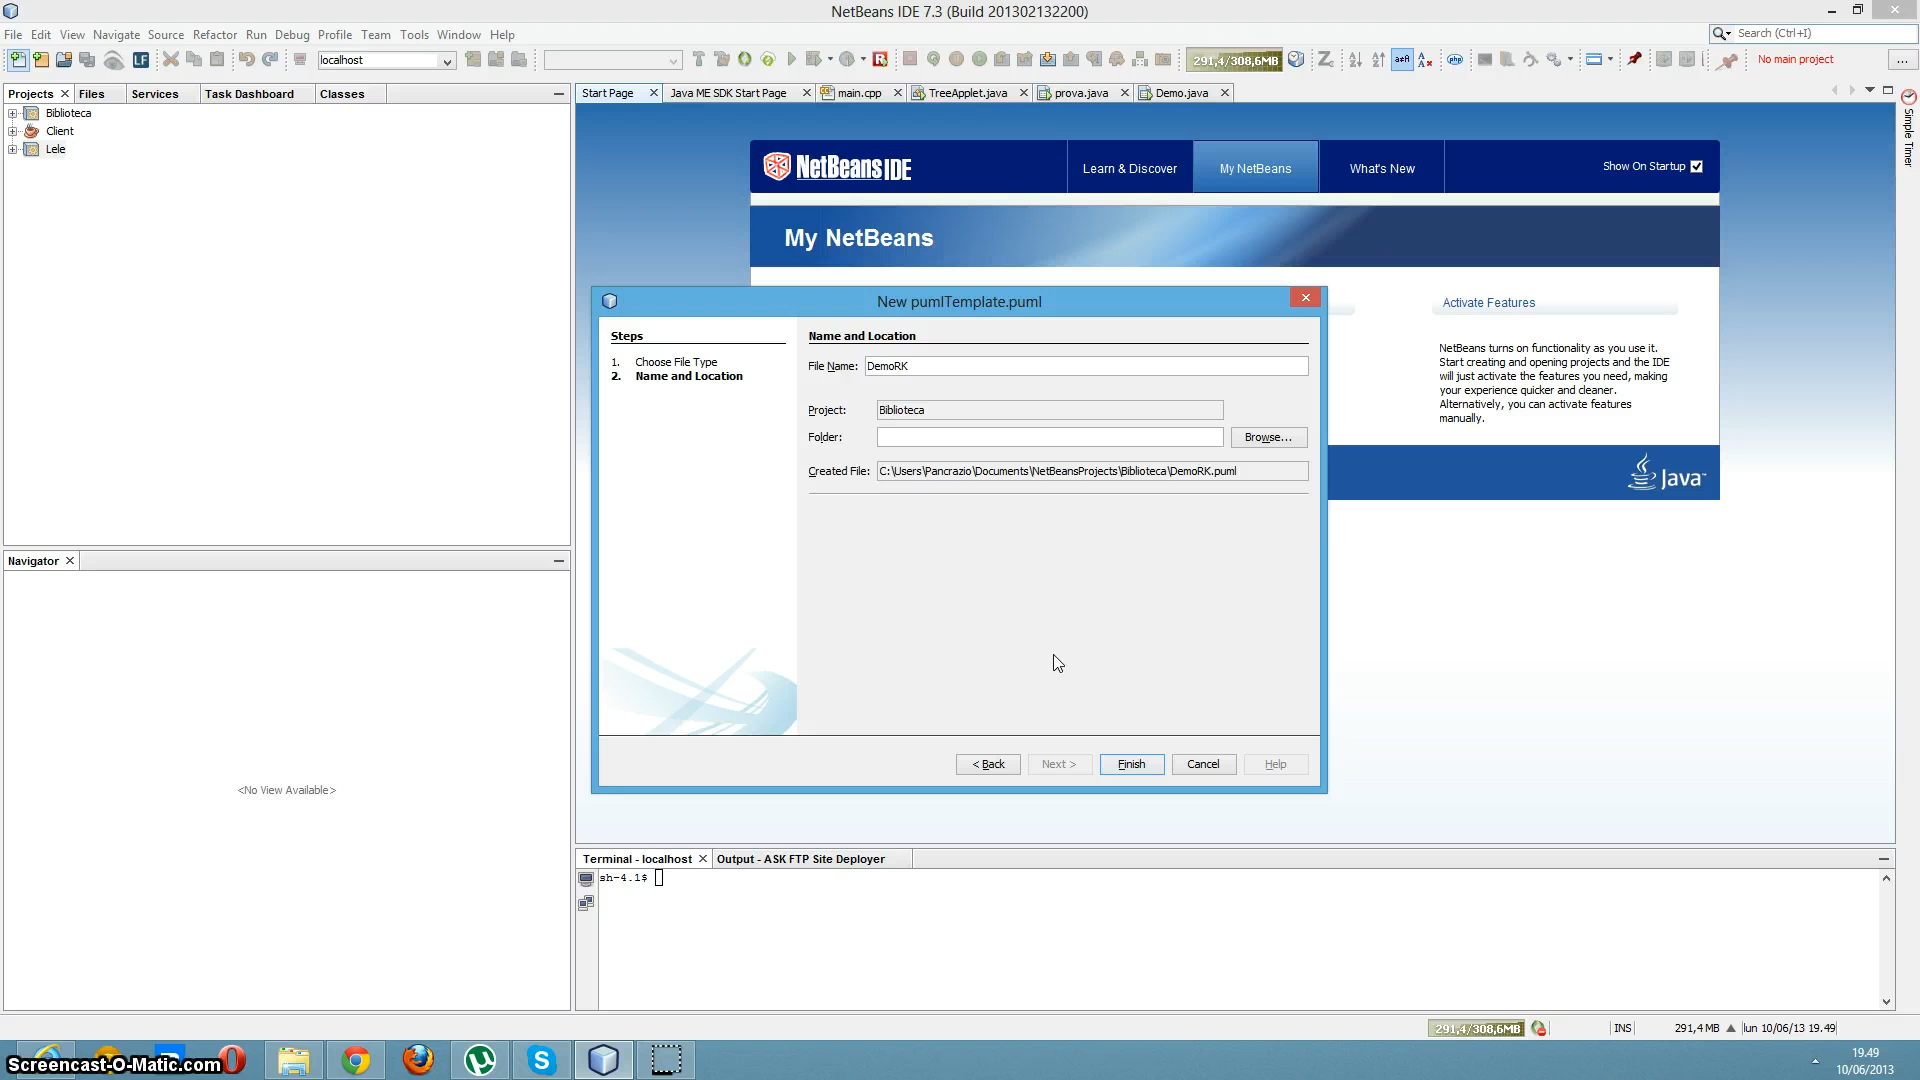 NetBeans IDE 7.3 (Build 201302132200)
File Edit View Navigate Source Refactor Run Debug Profile Team Tools Window Help
Search (Ctrl+I)
localhost
291,4/308,6MB
No main project
Projects Files Services Task Dashboard Classes
Start Page Java ME SDK Start Page main.cpp TreeApplet.java prova.java Demo.java
Biblioteca
Client
Lele
Simple Timer
NetBeans IDE
Learn & Discover My NetBeans What's New Show On Startup
My NetBeans
New pumlTemplate.puml
Activate Features
NetBeans turns on functionality as you use it.
Start creating and opening projects and the IDE
will just activate the features you need, making
your experience quicker and cleaner.
Alternatively, you can activate features
manually.
Java
Steps
1. Choose File Type
2. Name and Location
Name and Location
File Name: DemoRK
Project: Biblioteca
Folder: Browse...
Created File: C:\Users\Pancrazio\Documents\NetBeansProjects\Biblioteca\DemoRK.puml
< Back Next > Finish Cancel Help
Navigator
<No View Available>
Terminal - localhost Output - ASK FTP Site Deployer
sh-4.1$
291,4/308,6MB INS 291,4 MB lun 10/06/13 19.49
Screencast-O-Matic.com
19.49
10/06/2013